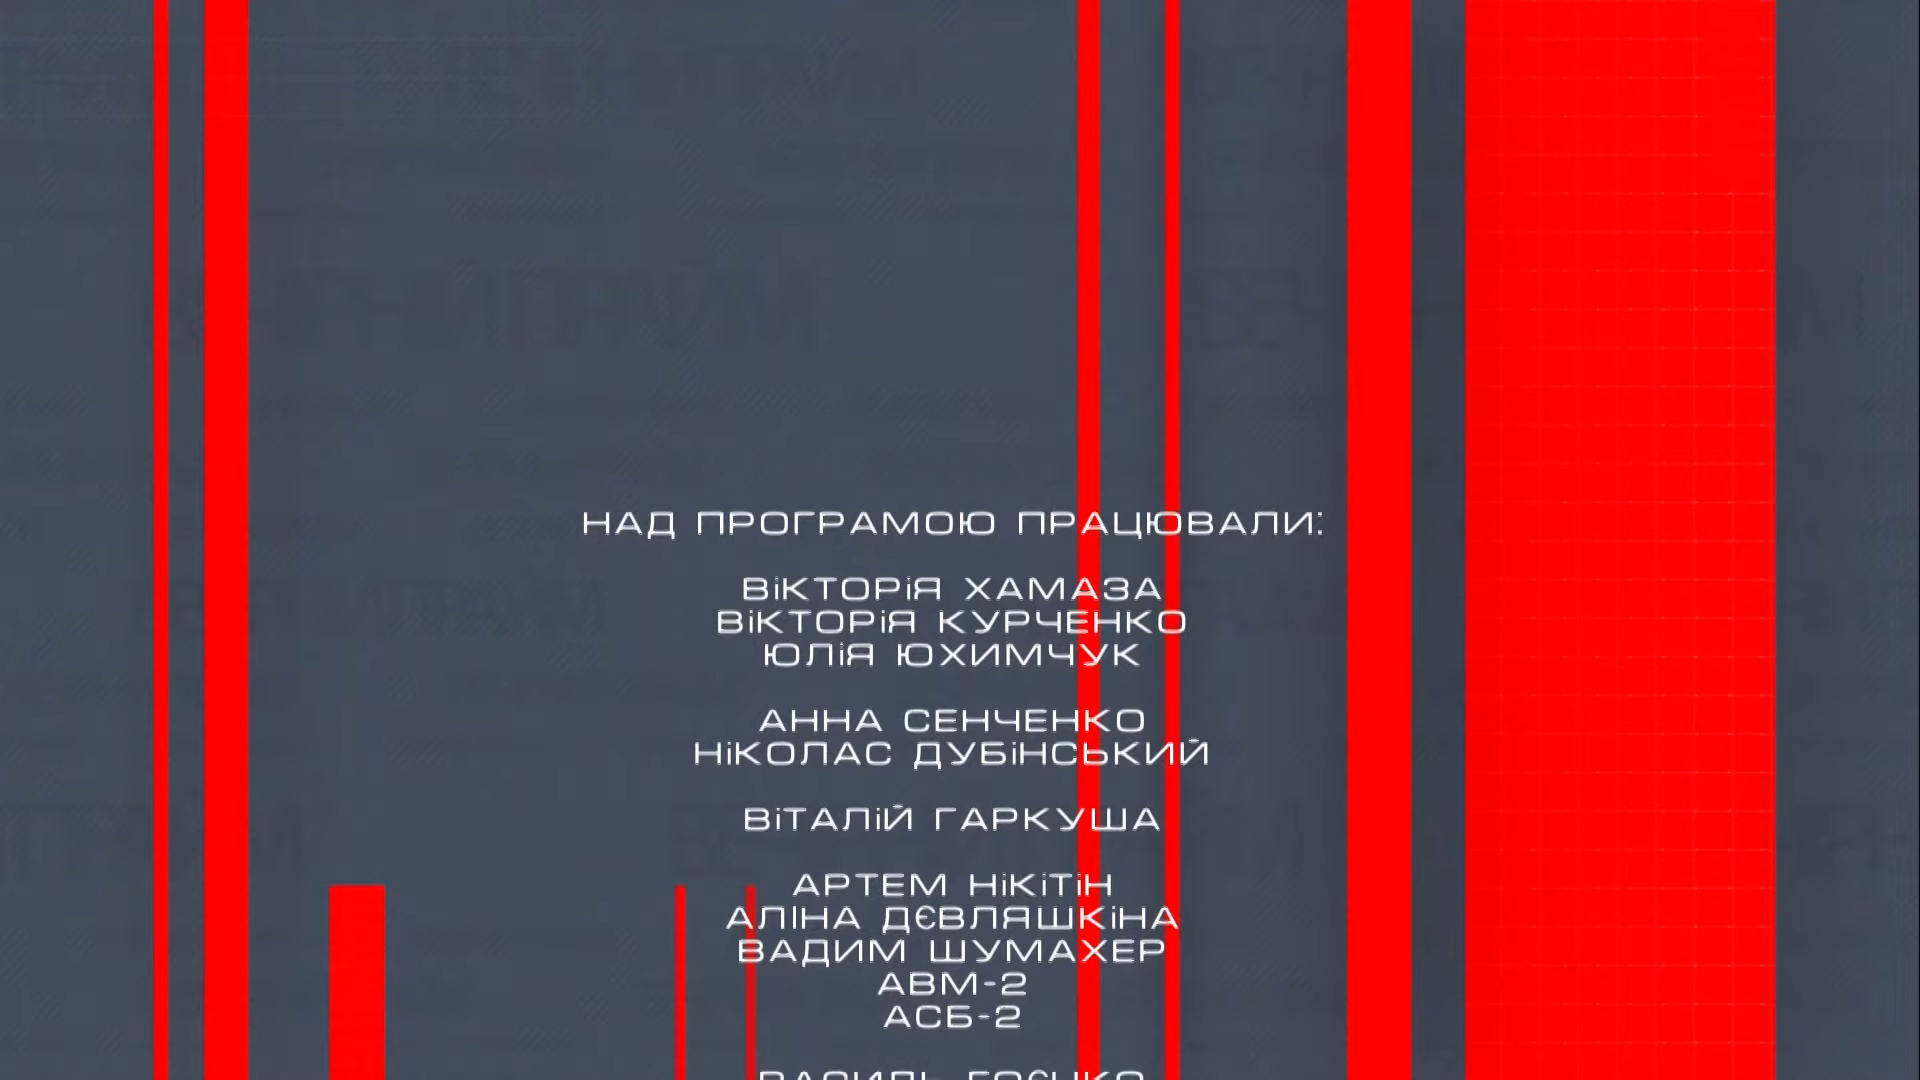 НАД ПРОГРАМОЮ ПРАЦЮВАЛИ:
ВіКТОРіЯ ХАМАЗА
ВіКТОРіЯ КУРЧЕНКО
ЮЛіЯ ЮХИМЧУК
АННА СЕНЧЕНКО
НіКОЛАС ДУБіНСЬКИЙ
ВіТАЛіЙ ГАРКУША
АРТЕМ НіКіТіН
АЛІНА ДЄВЛЯШКіНА
ВАДИМ ШУМАХЕР
АВМ-2
АСБ-2